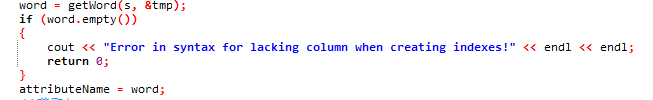 word = getWord(s, &tmp);
if (word.empty())
{
cout << "Error in syntax for lacking column when creating indexes!" << endl << endl;
return 0;
}
attributeName = word;